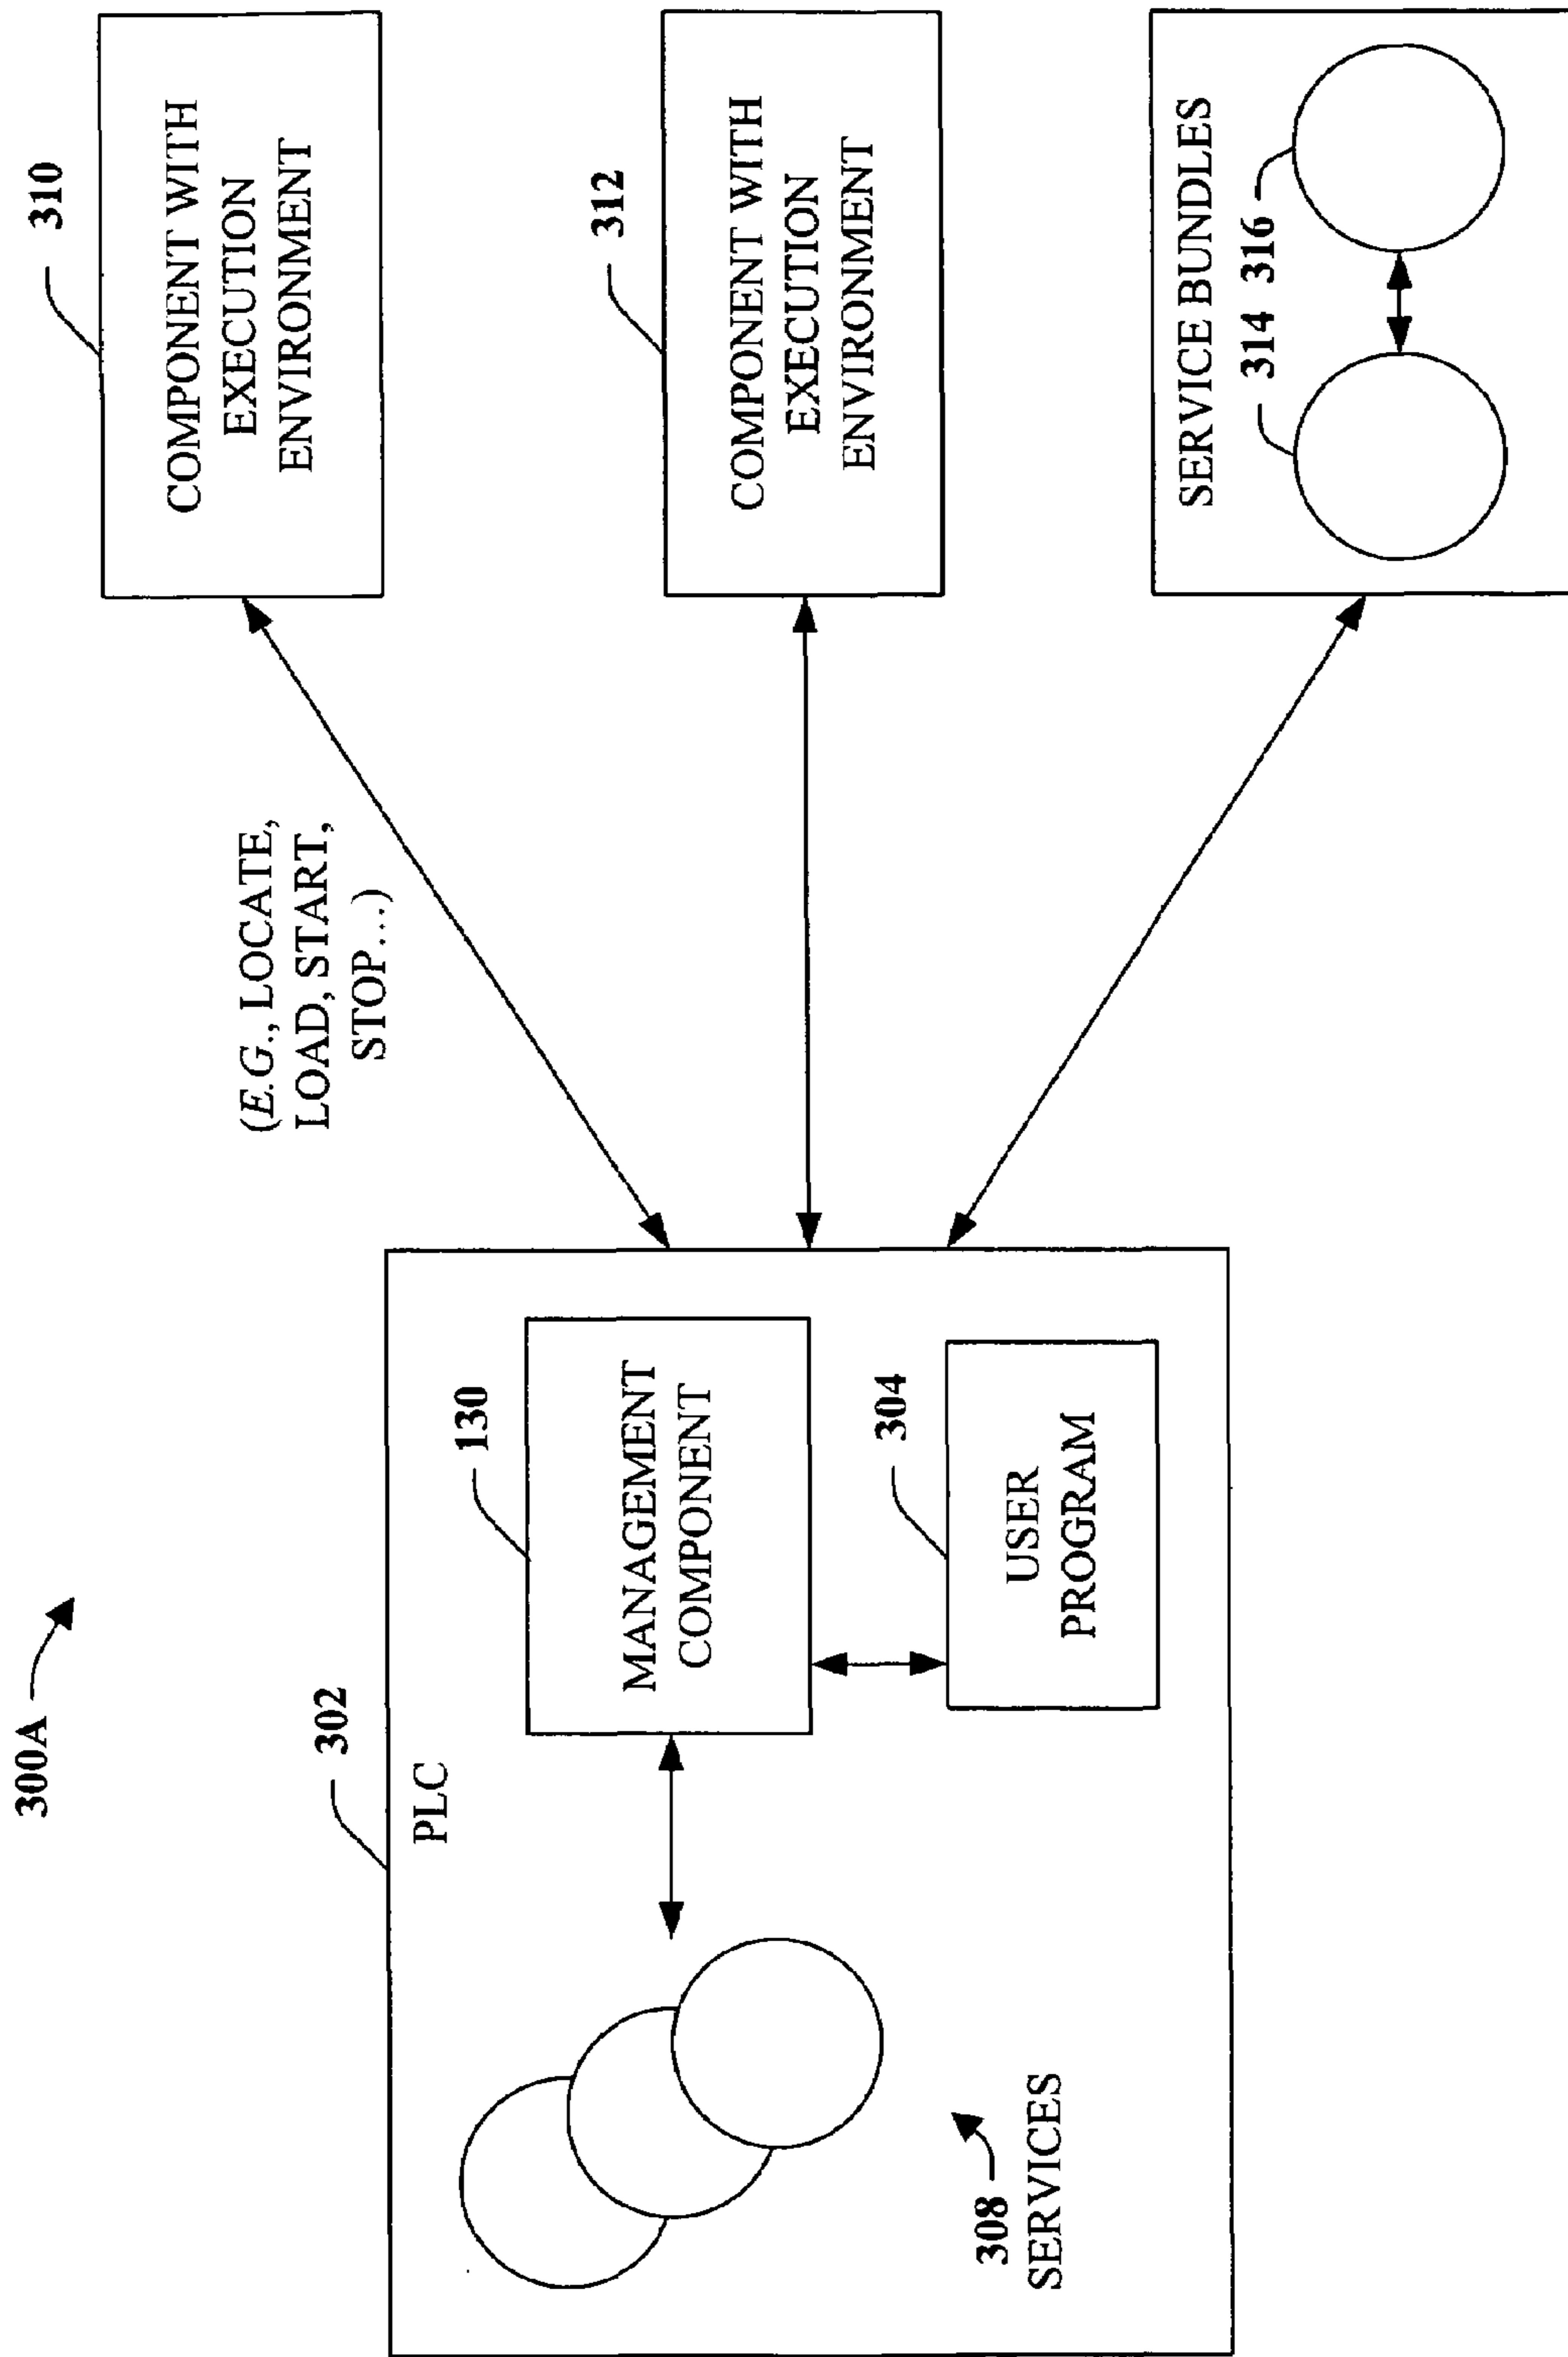 300A
302
PLC
130
MANAGEMENT
COMPONENT
304
USER
PROGRAM
308
SERVICES
(E.G., LOCATE,
LOAD, START,
STOP...)
310
COMPONENT WITH
EXECUTION
ENVIRONMENT
312
COMPONENT WITH
EXECUTION
ENVIRONMENT
SERVICE BUNDLES
314 316